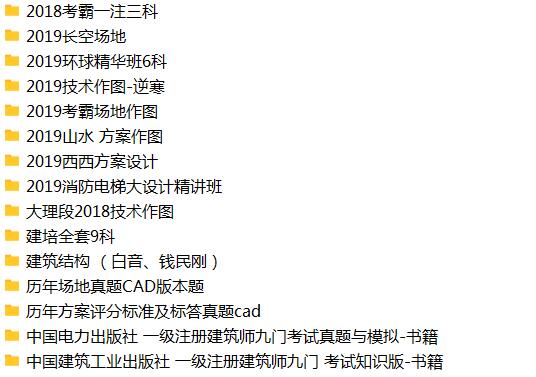 2018考霸一注三科
2019长空场地
2019环球精华班6科
2019技术作图-逆寒
2019考霸场地作图
2019山水 方案作图
2019西西方案设计
2019消防电梯大设计精讲班
大理段2018技术作图
建培全套9科
建筑结构 （白音、钱民刚）
历年场地真题CAD版本题
历年方案评分标准及标答真题cad
中国电力出版社 一级注册建筑师九门考试真题与模拟-书籍
中国建筑工业出版社 一级注册建筑师九门 考试知识版-书籍